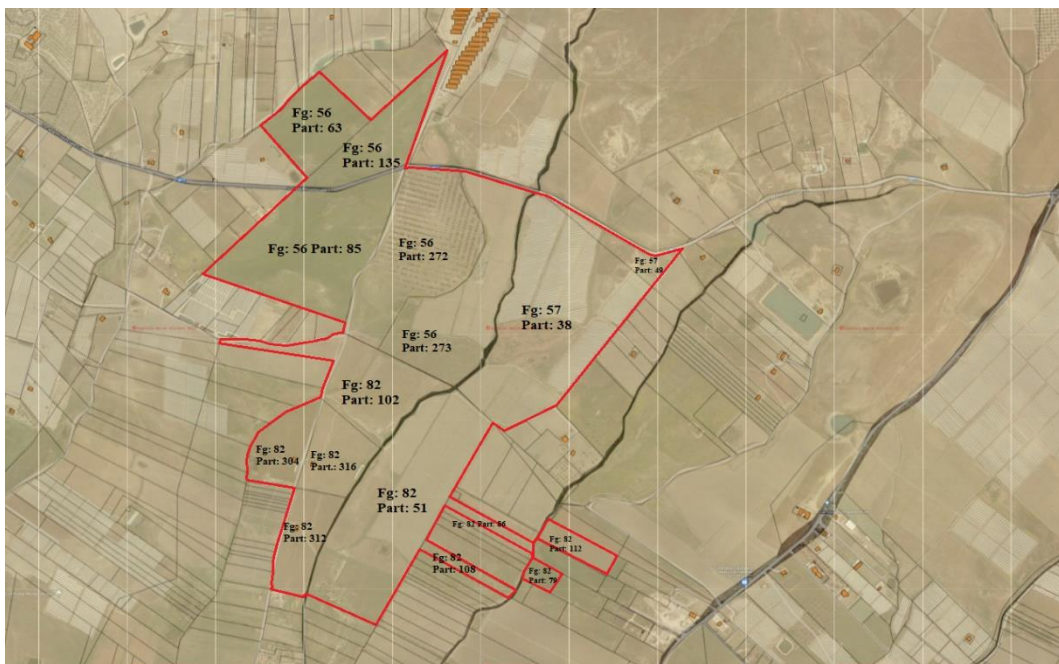 Fg: 56
Part: 63
Fg: 56
Part: 135
Fg: 56 Part: 85
Fg: 56
Part: 272
Fg: 57
Part: 49
Fg: 57
Part: 38
Fg: 56
Part: 273
Fg: 82
Part: 102
Fg: 82
Part: 304
Fg: 82
Part.: 316
Fg: 82
Part: 51
Fg: 82
Part: 312
Fg: 82 Part: 86
Fg: 82
Part: 112
Fg: 82
Part: 108
Fg: 82
Part: 79